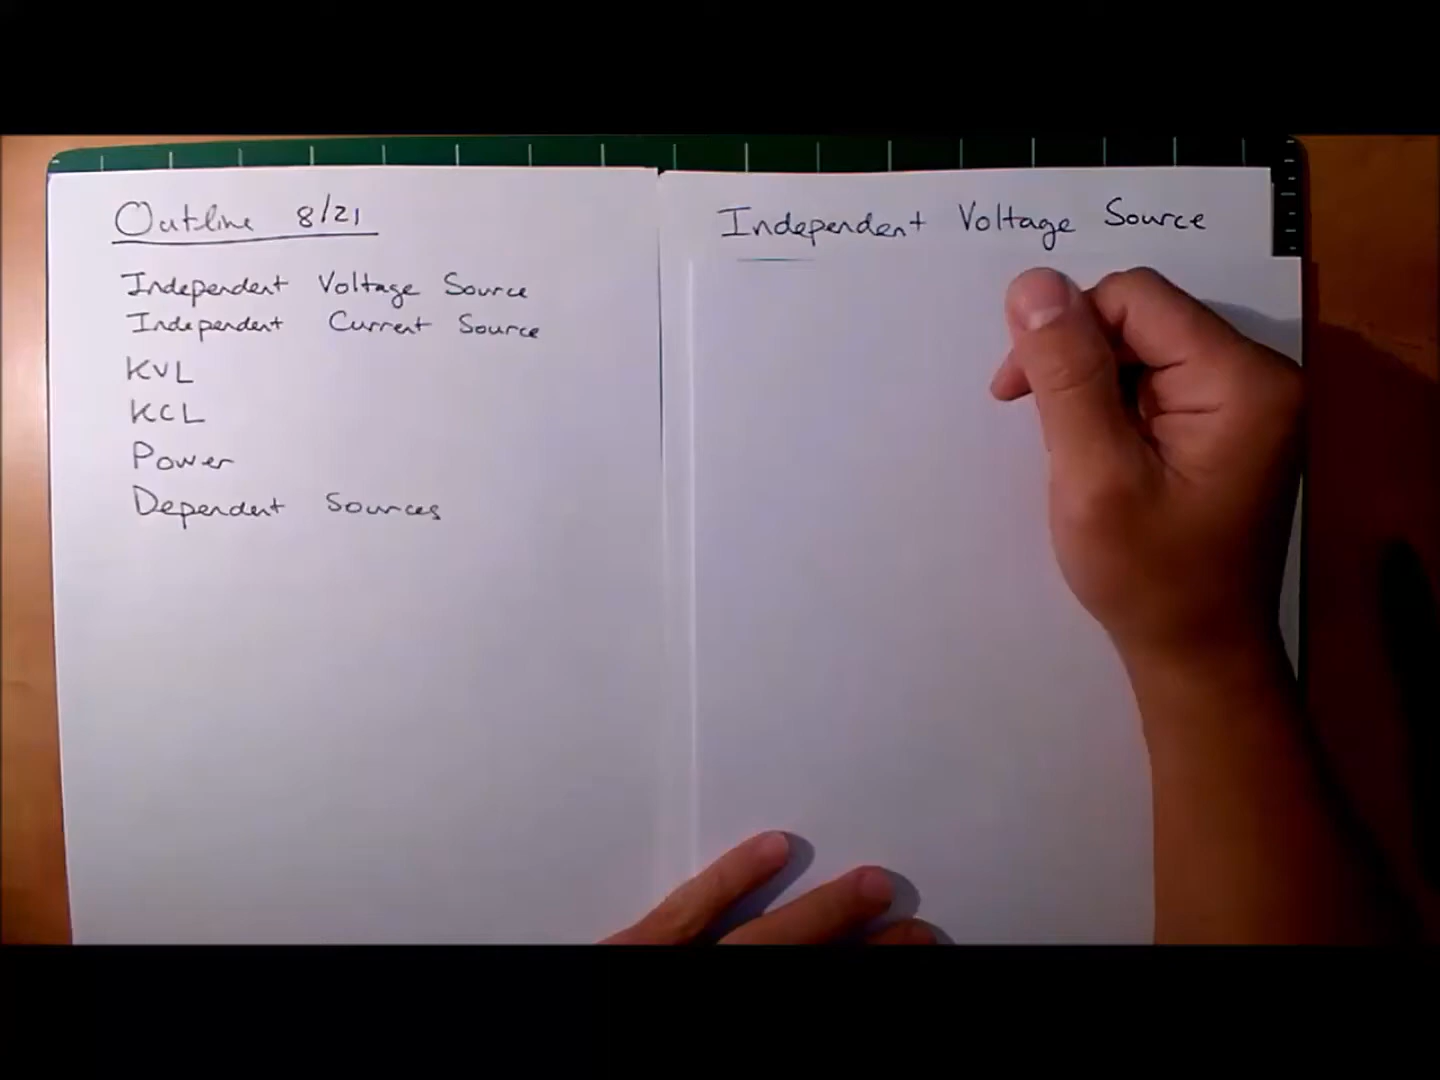 Outline 8/21
Independent Voltage Source
Independent Current Source
KVL
KCL
Power
Dependent Sources
Independent Voltage Source